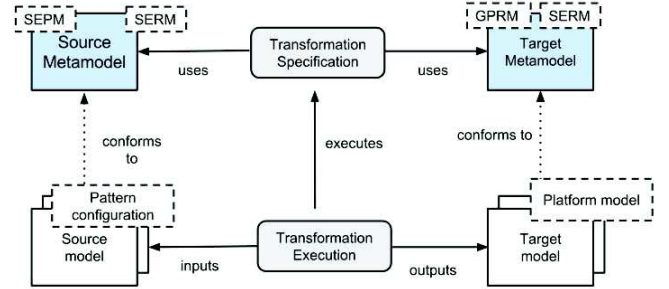 SEPM
SERM
GPRM
SERM
Source
Metamodel
Transformation
Specification
Target
Metamodel
uses
uses
conforms
to
executes
conforms to
Pattern
configuration
Platform model
Source
model
Transformation
Execution
Target
model
inputs
outputs